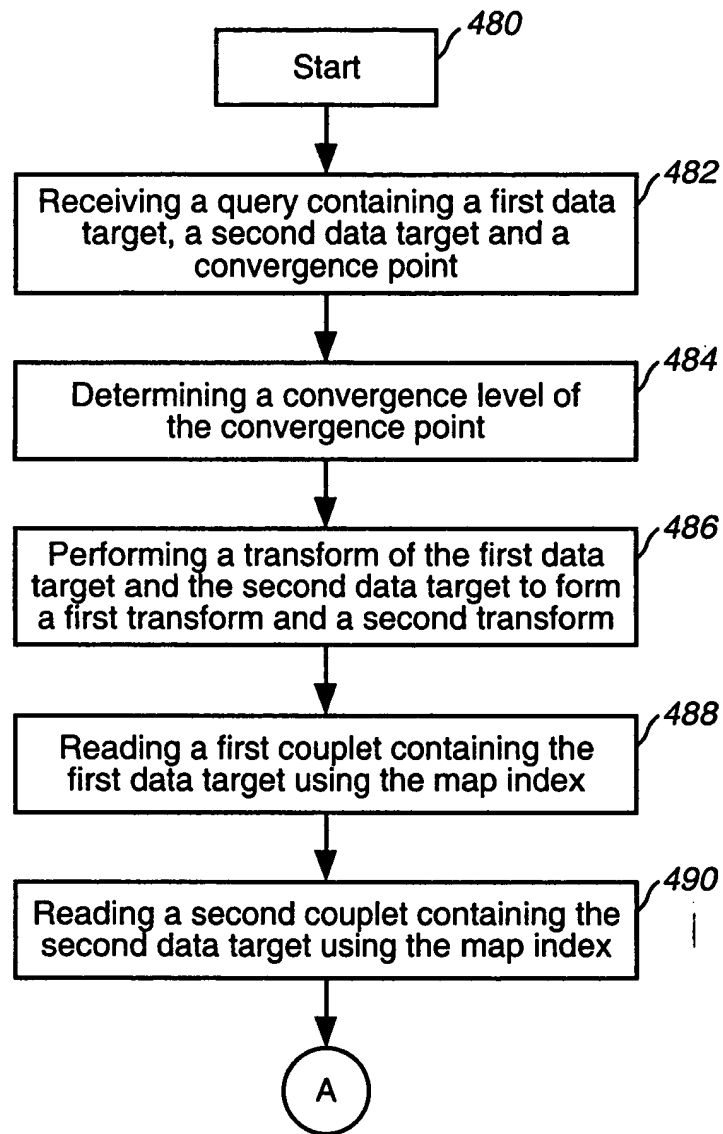 480
Start
482
Receiving a query containing a first data
target, a second data target and a
convergence point
484
Determining a convergence level of
the convergence point
486
Performing a transform of the first data
target and the second data target to form
a first transform and a second transform
488
Reading a first couplet containing the
first data target using the map index
490
Reading a second couplet containing the
second data target using the map index
A